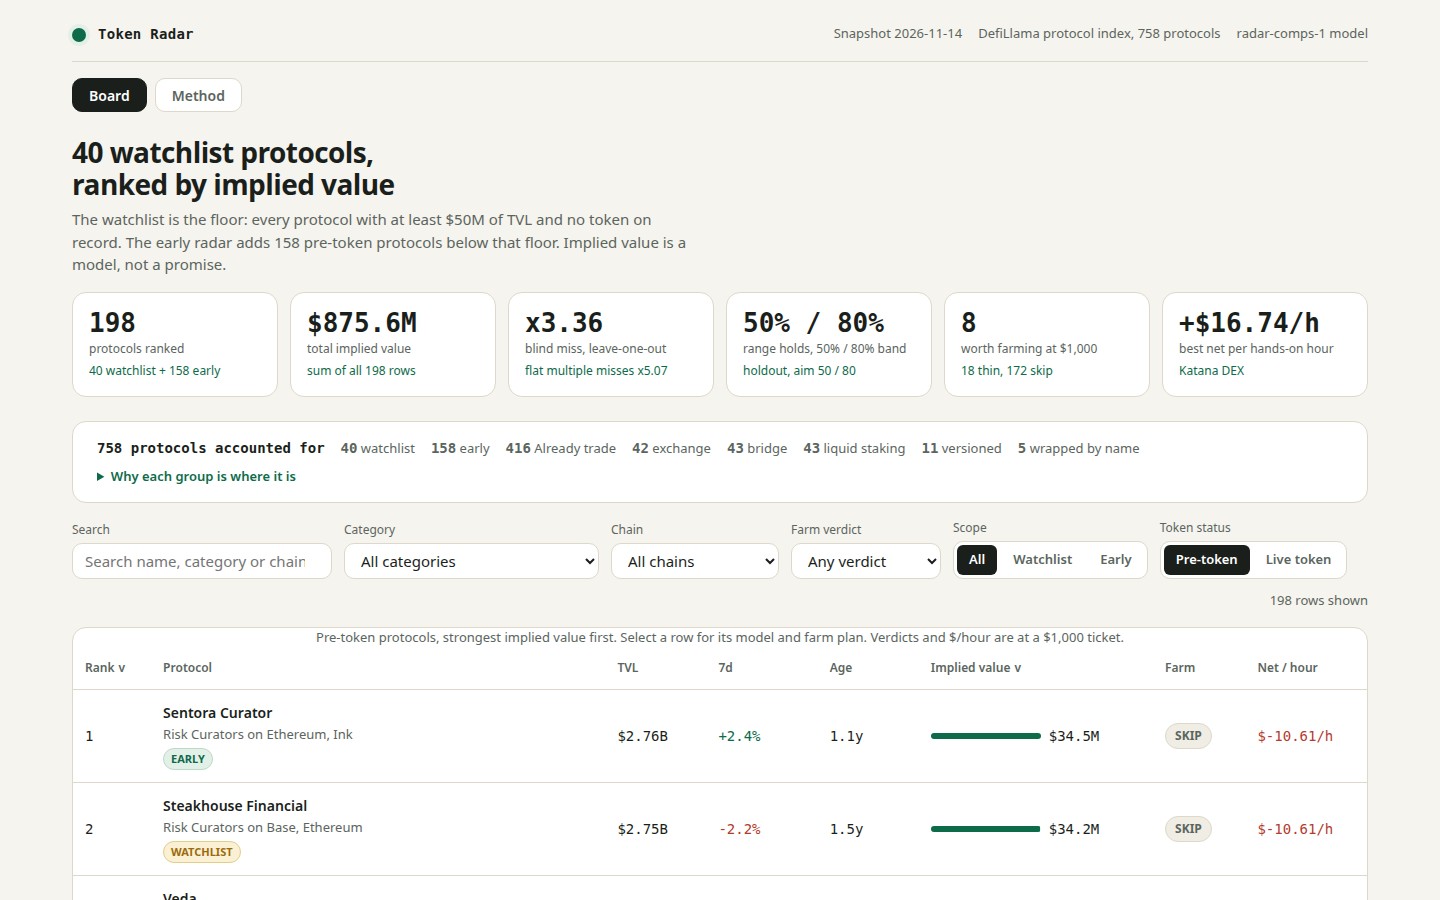 Token Radar
Snapshot 2026-11-14 DefiLlama protocol index, 758 protocols radar-comps-1 model
Board Method
40 watchlist protocols,
ranked by implied value
The watchlist is the floor: every protocol with at least $50M of TVL and no token on
record. The early radar adds 158 pre-token protocols below that floor. Implied value is a
model, not a promise.
198
protocols ranked
40 watchlist + 158 early
$875.6M
total implied value
sum of all 198 rows
x3.36
blind miss, leave-one-out
flat multiple misses x5.07
50% / 80%
range holds, 50% / 80% band
holdout, aim 50 / 80
8
worth farming at $1,000
18 thin, 172 skip
+$16.74/h
best net per hands-on hour
Katana DEX
758 protocols accounted for 40 watchlist 158 early 416 Already trade 42 exchange 43 bridge 43 liquid staking 11 versioned 5 wrapped by name
Why each group is where it is
Search Category Chain Farm verdict Scope Token status
Search name, category or chain All categories All chains Any verdict All Watchlist Early Pre-token Live token
198 rows shown
Pre-token protocols, strongest implied value first. Select a row for its model and farm plan. Verdicts and $/hour are at a $1,000 ticket.
Rank v Protocol TVL 7d Age Implied value v Farm Net / hour
Sentora Curator
Risk Curators on Ethereum, Ink
EARLY
1 $2.76B +2.4% 1.1y $34.5M SKIP $-10.61/h
Steakhouse Financial
Risk Curators on Base, Ethereum
WATCHLIST
2 $2.75B -2.2% 1.5y $34.2M SKIP $-10.61/h
Veda